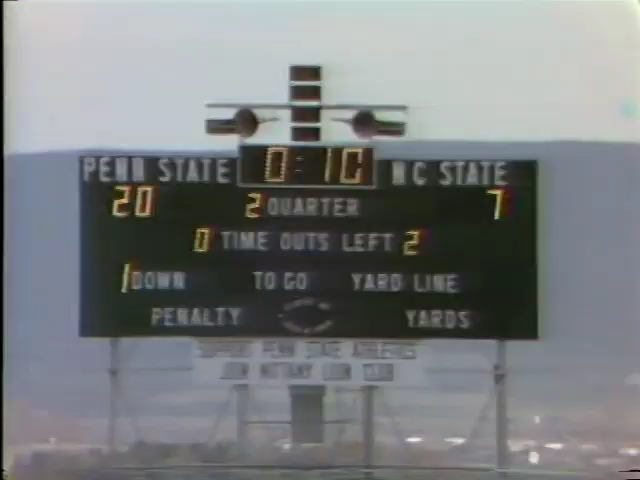 PENN STATE 0:10 NC STATE
20 2 QUARTER 7
0 TIME OUTS LEFT 2
1 DOWN TO GO YARD LINE
PENALTY YARDS
SUPPORT PENN STATE ATHLETICS
JOIN NITTANY LION CLUB